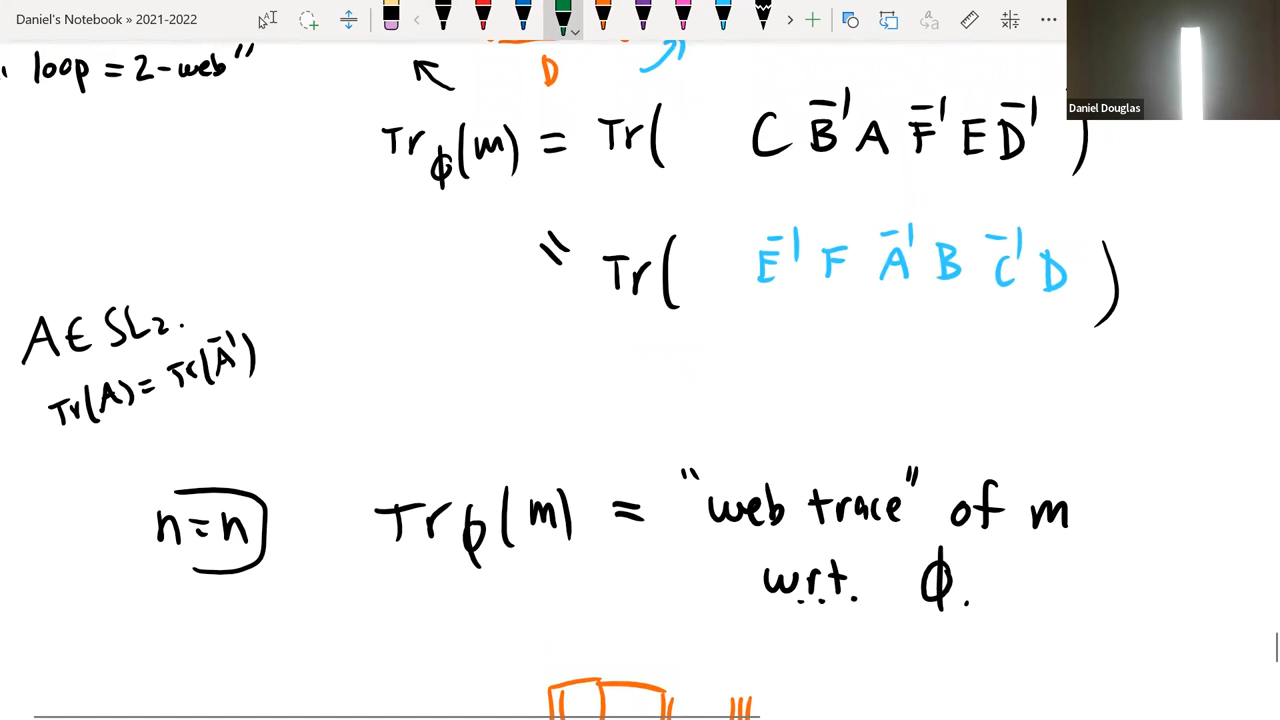 Daniel's Notebook » 2021-2022
Daniel Douglas
loop = 2-web"
D
Tr_ϕ(m) = Tr( C B⁻¹ A F⁻¹ E D⁻¹ )
" Tr( E⁻¹ F A⁻¹ B C⁻¹ D )
A ∈ SL₂.
Tr(A) = Tr(A⁻¹)
n=n Tr_ϕ(m) = "web trace" of m
w.r.t. ϕ.